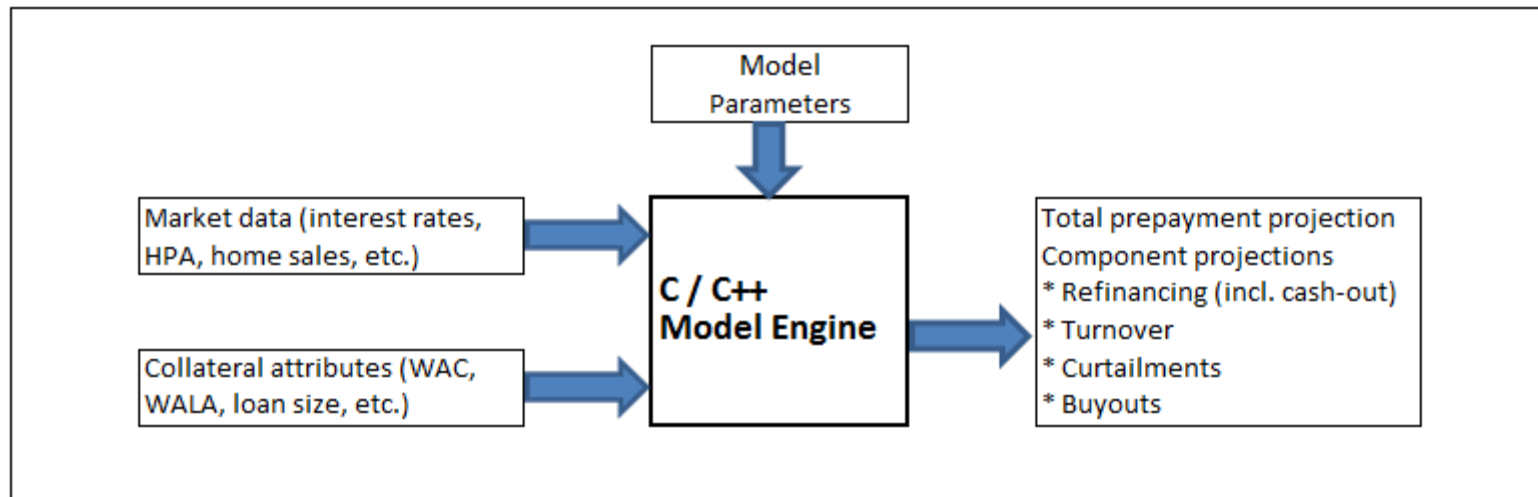 Model
Parameters
Market data (interest rates,
HPA, home sales, etc.)
Collateral attributes (WAC,
WALA, loan size, etc.)
C / C++
Model Engine
Total prepayment projection
Component projections
* Refinancing (incl. cash-out)
* Turnover
* Curtailments
* Buyouts